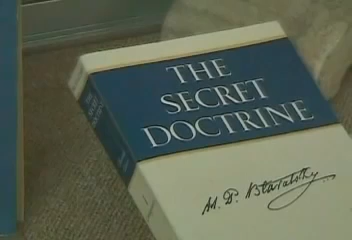 THE
SECRET
DOCTRINE
H. P. Blavatsky